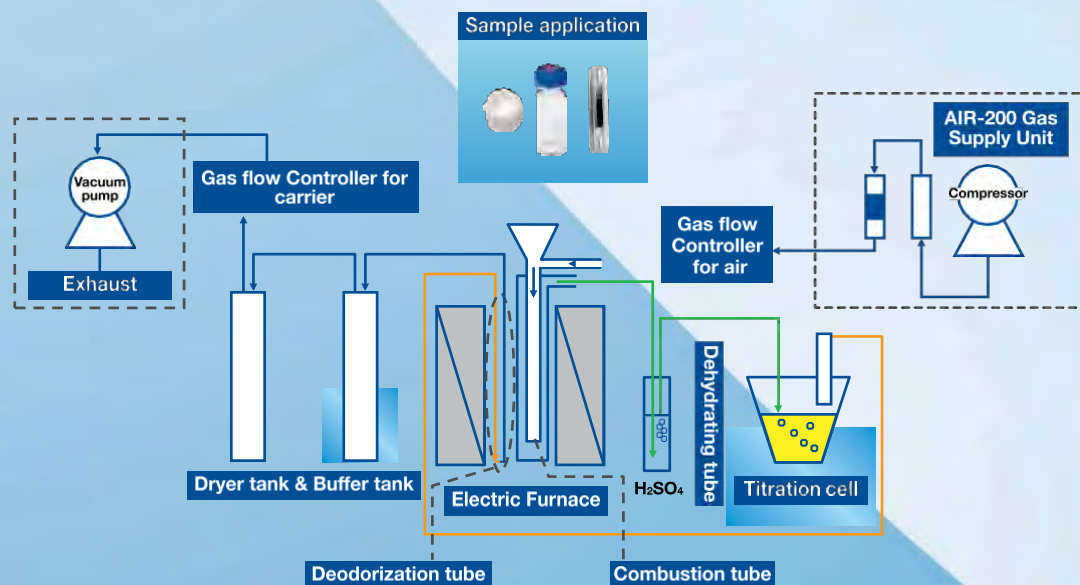 Sample application
AIR-200 Gas
Supply Unit
Vacuum
pump
Gas flow Controller for
carrier
Compressor
Gas flow
Controller
for air
Exhaust
Dehydrating tube
Dryer tank & Buffer tank
Electric Furnace
H₂SO₄
Titration cell
Deodorization tube
Combustion tube